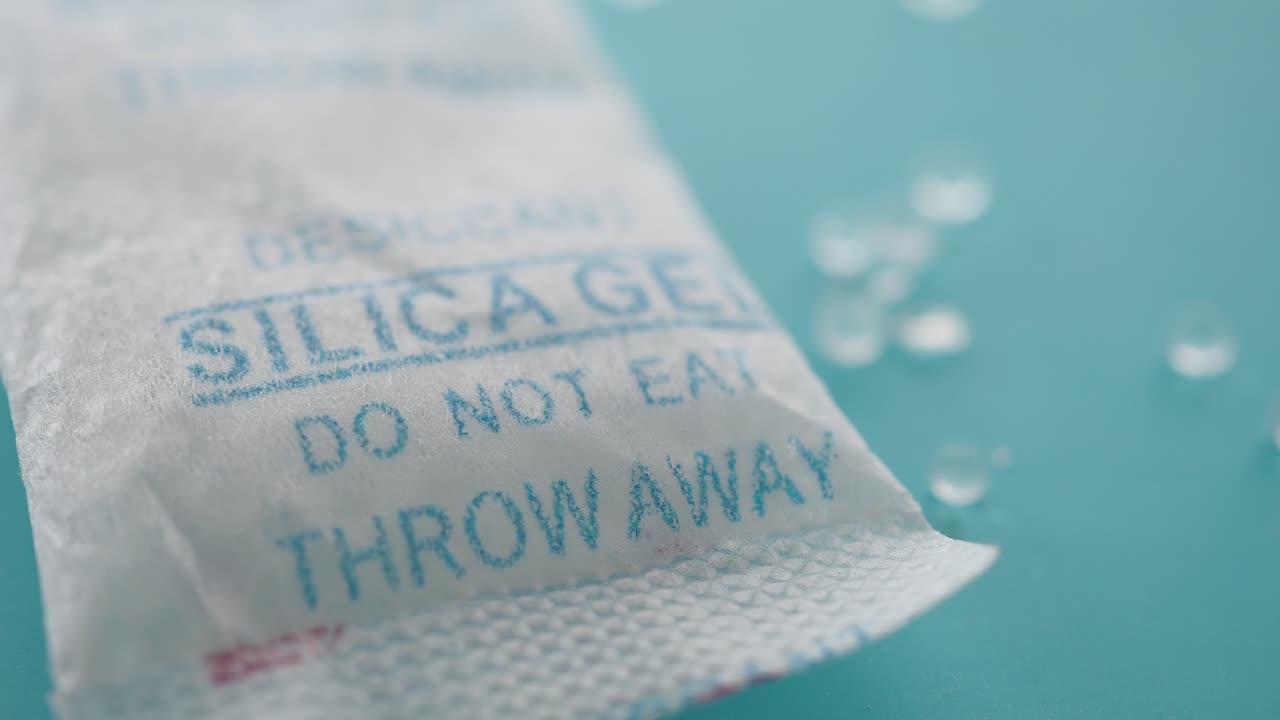 DESICCANT
SILICA GEL
DO NOT EAT
THROW AWAY